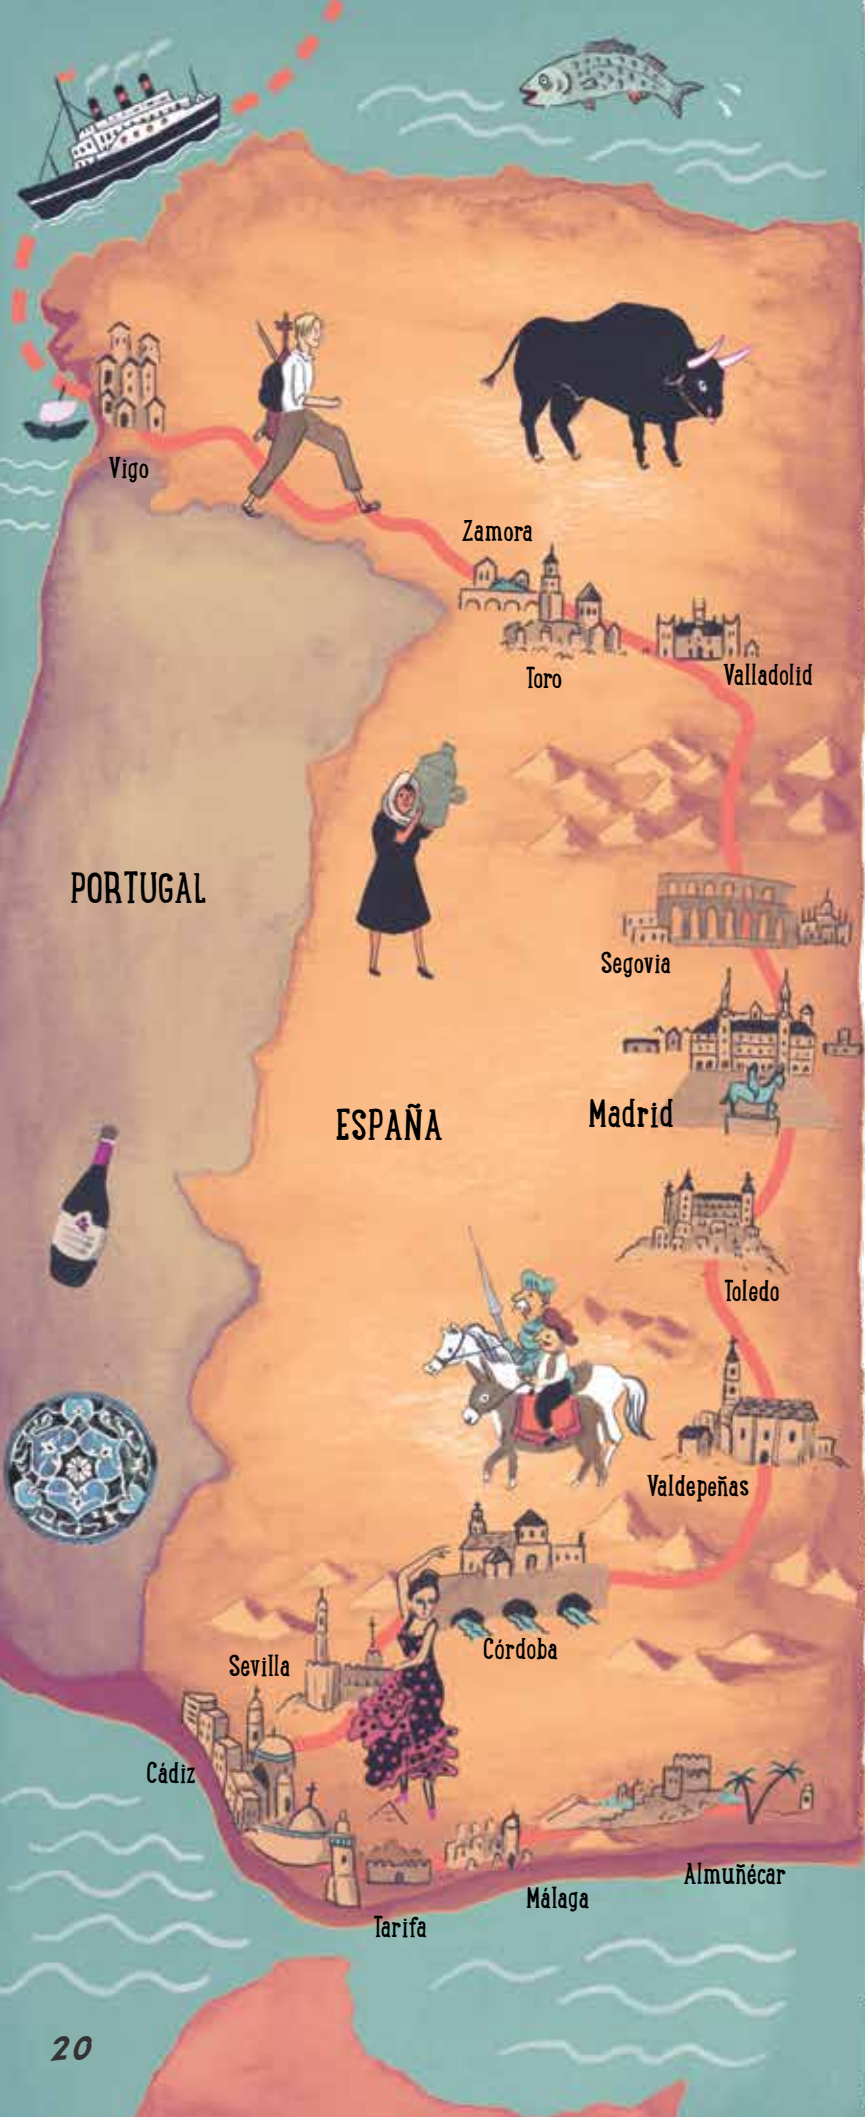 Vigo
Zamora
Toro
Valladolid
PORTUGAL
Segovia
ESPAÑA
Madrid
Toledo
Valdepeñas
Córdoba
Sevilla
Cádiz
Almuñécar
Málaga
Tarifa
20